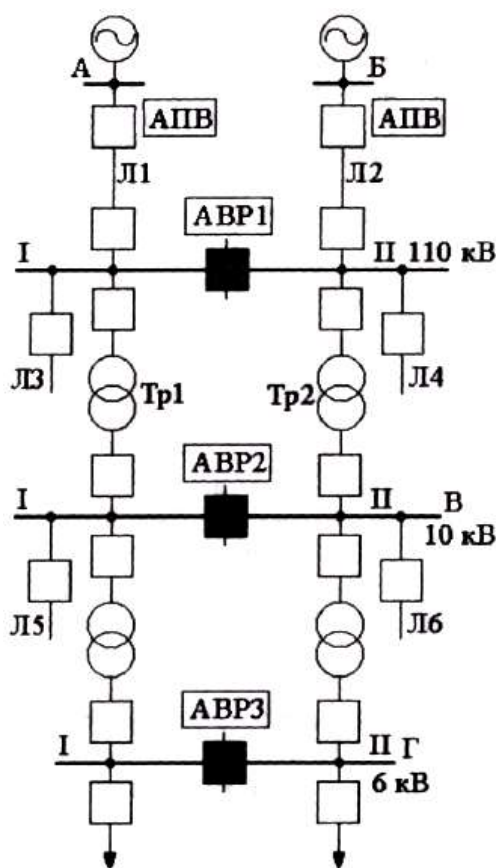 А Б
АПВ АПВ
Л1 Л2
АВР1
I II 110 кВ
Л3 Л4
Тр1 Тр2
АВР2
I II В
10 кВ
Л5 Л6
АВР3
I II Г
6 кВ